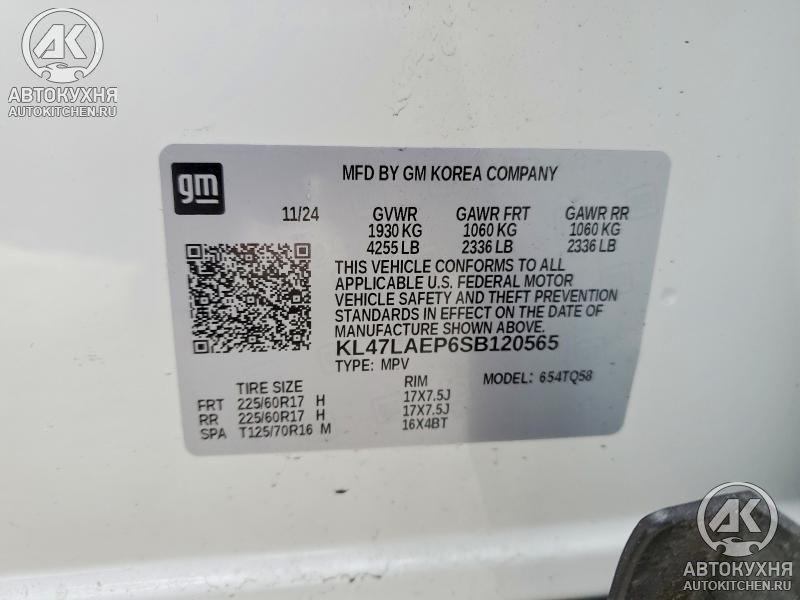 АК
АВТОКУХНЯ
AUTOKITCHEN.RU
gm
MFD BY GM KOREA COMPANY
11/24 GVWR GAWR FRT GAWR RR
1930 KG 1060 KG 1060 KG
4255 LB 2336 LB 2336 LB
THIS VEHICLE CONFORMS TO ALL
APPLICABLE U.S. FEDERAL MOTOR
VEHICLE SAFETY AND THEFT PREVENTION
STANDARDS IN EFFECT ON THE DATE OF
MANUFACTURE SHOWN ABOVE.
KL47LAEP6SB120565
TYPE: MPV MODEL: 654TQ58
TIRE SIZE RIM
FRT 225/60R17 H 17X7.5J
RR 225/60R17 H 17X7.5J
SPA T125/70R16 M 16X4BT
АК
АВТОКУХНЯ
AUTOKITCHEN.RU